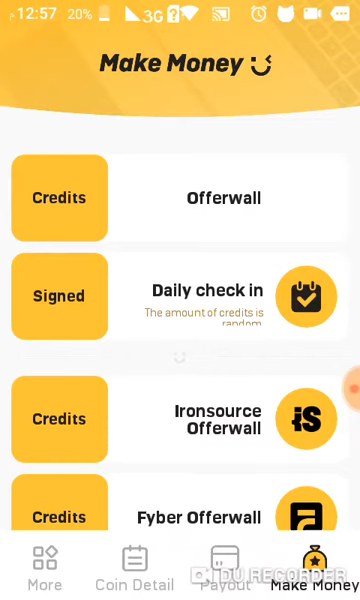 م 12:57 20% 3G ?
Make Money
Credits
Offerwall
Signed
Daily check in
The amount of credits is
random
Credits
Ironsource
Offerwall
iS
Credits
Fyber Offerwall
More
Coin Detail
Payout
Make Money
DU RECORDER